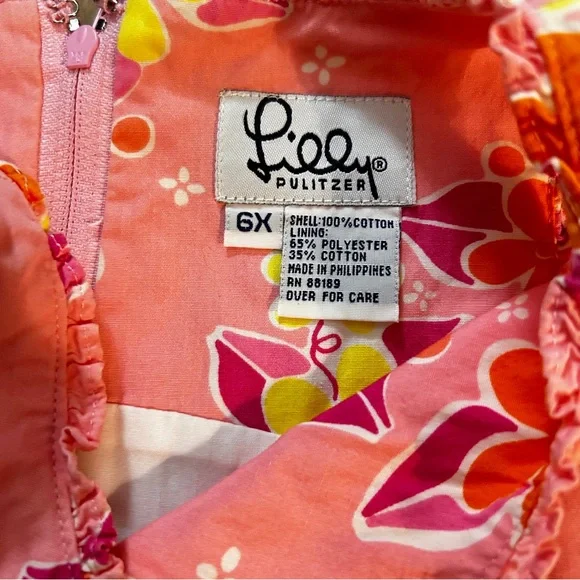 Lilly®
PULITZER
6X
SHELL:100%COTTON
LINING:
65% POLYESTER
35% COTTON
MADE IN PHILIPPINES
RN 88189
OVER FOR CARE